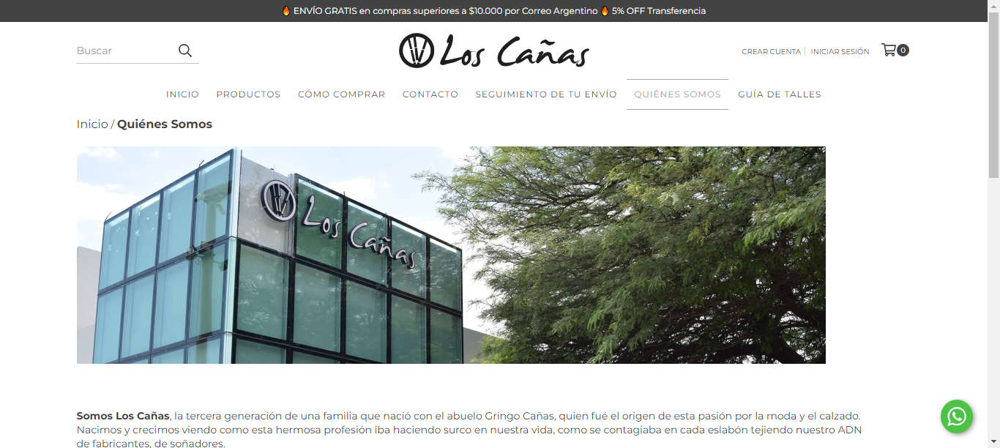 🔥 ENVÍO GRATIS en compras superiores a $10.000 por Correo Argentino 🔥 5% OFF Transferencia
Buscar
Los Cañas
CREAR CUENTA | INICIAR SESIÓN
0
INICIO PRODUCTOS CÓMO COMPRAR CONTACTO SEGUIMIENTO DE TU ENVÍO QUIÉNES SOMOS GUÍA DE TALLES
Inicio / Quiénes Somos
Los Cañas
Somos Los Cañas, la tercera generación de una familia que nació con el abuelo Gringo Cañas, quien fué el origen de esta pasión por la moda y el calzado.
Nacimos y crecimos viendo como esta hermosa profesión iba haciendo surco en nuestra vida, como se contagiaba en cada eslabón tejiendo nuestro ADN
de fabricantes, de soñadores.